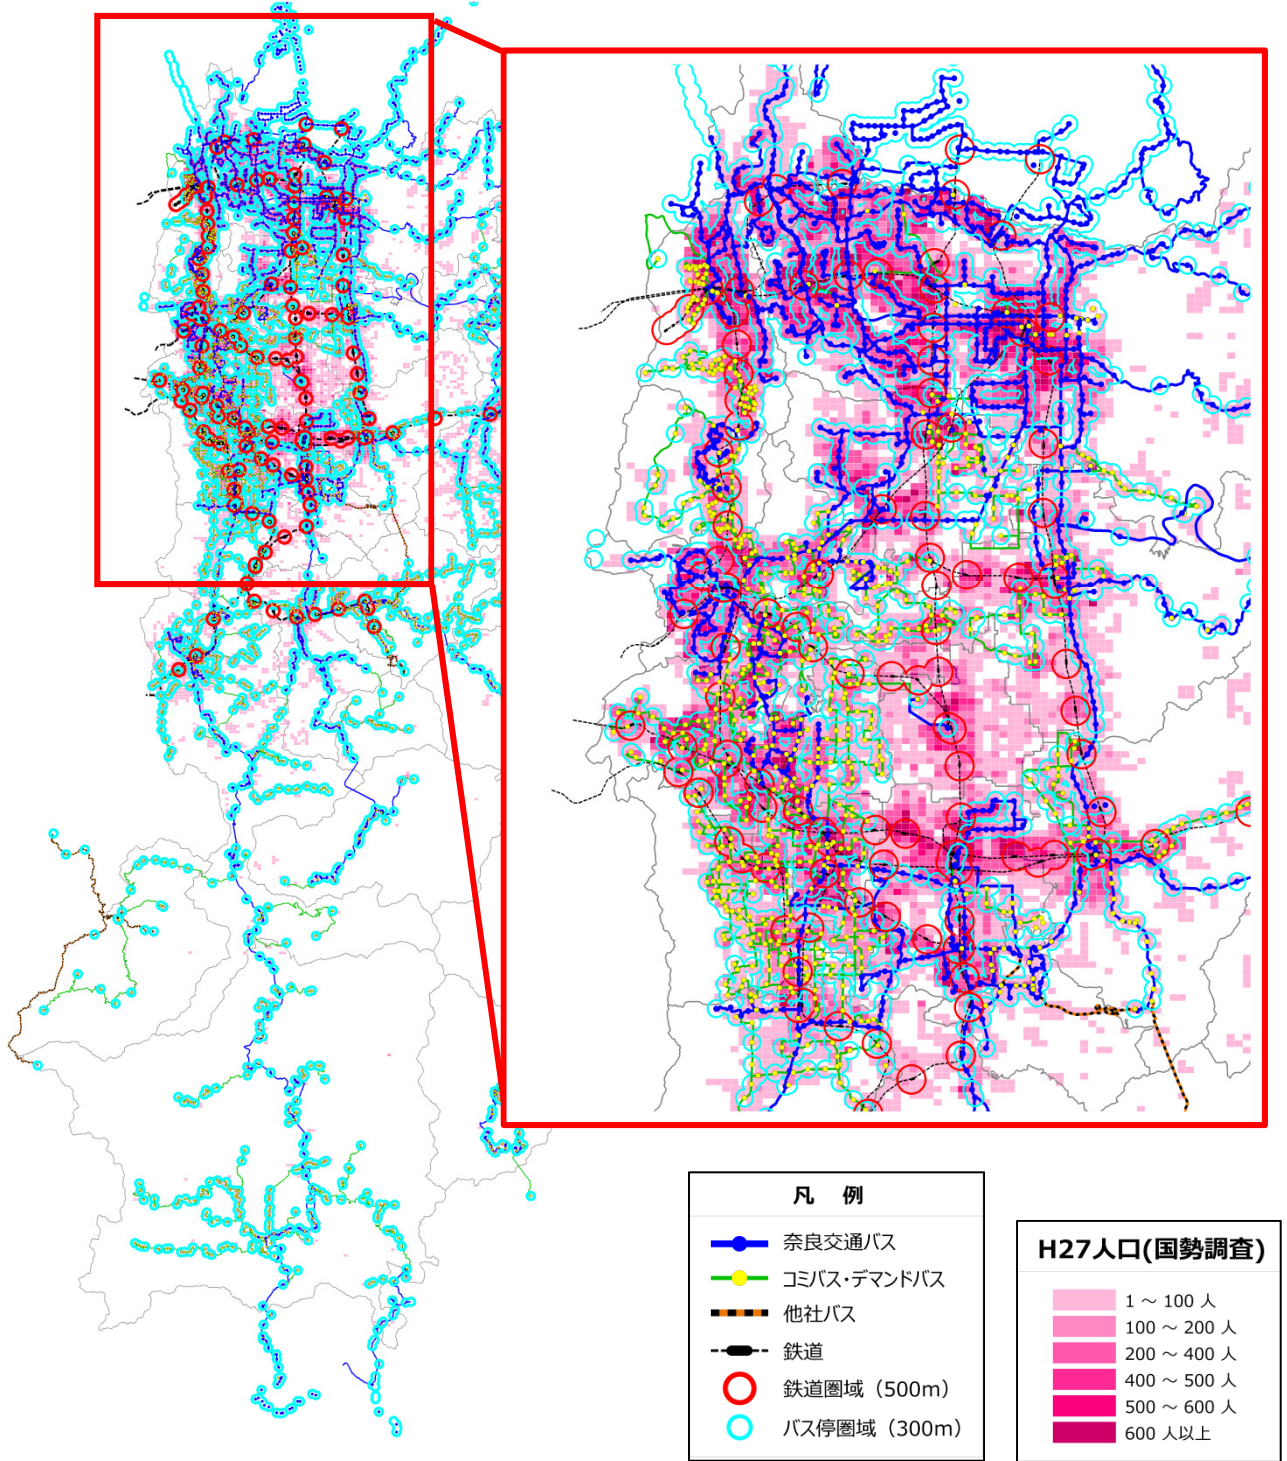 凡 例
奈良交通バス
コミバス・デマンドバス
他社バス
鉄道
鉄道圏域（500m）
バス停圏域（300m）
H27人口(国勢調査)
1 ～ 100 人
100 ～ 200 人
200 ～ 400 人
400 ～ 500 人
500 ～ 600 人
600 人以上